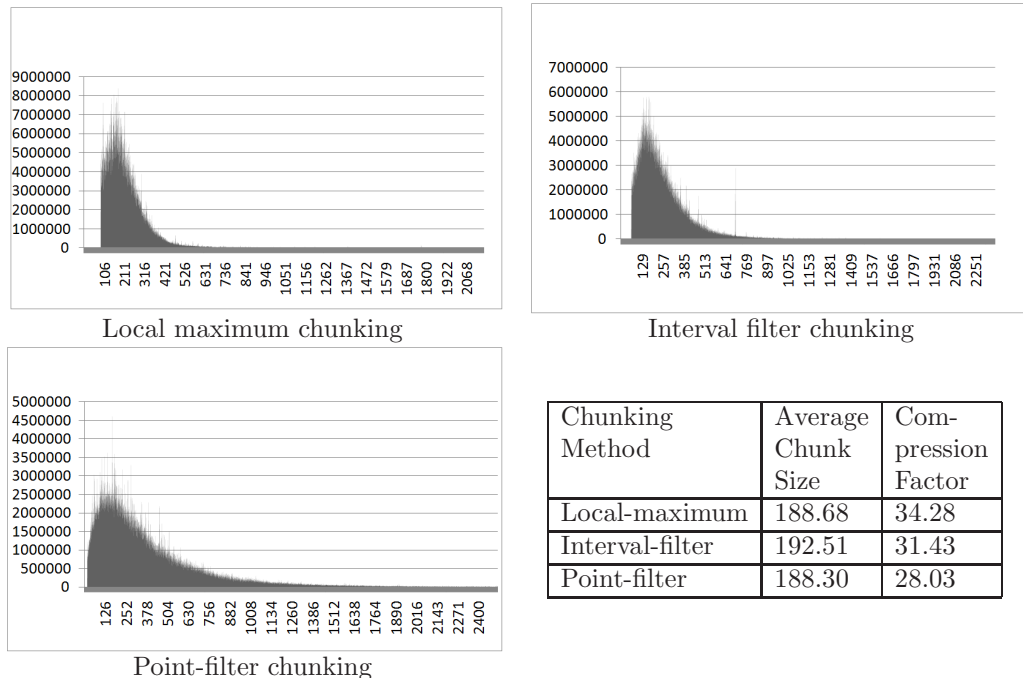 9000000
8000000
7000000
6000000
5000000
4000000
3000000
2000000
1000000
0
106 211 316 421 526 631 736 841 946 1051 1156 1262 1367 1472 1579 1687 1800 1922 2068
Local maximum chunking
7000000
6000000
5000000
4000000
3000000
2000000
1000000
0
129 257 385 513 641 769 897 1025 1153 1281 1409 1537 1666 1797 1931 2086 2251
Interval filter chunking
5000000
4500000
4000000
3500000
3000000
2500000
2000000
1500000
1000000
500000
0
126 252 378 504 630 756 882 1008 1134 1260 1386 1512 1638 1764 1890 2016 2143 2271 2400
Point-filter chunking
Chunking Average Com-
Method Chunk pression
Size Factor
Local-maximum 188.68 34.28
Interval-filter 192.51 31.43
Point-filter 188.30 28.03